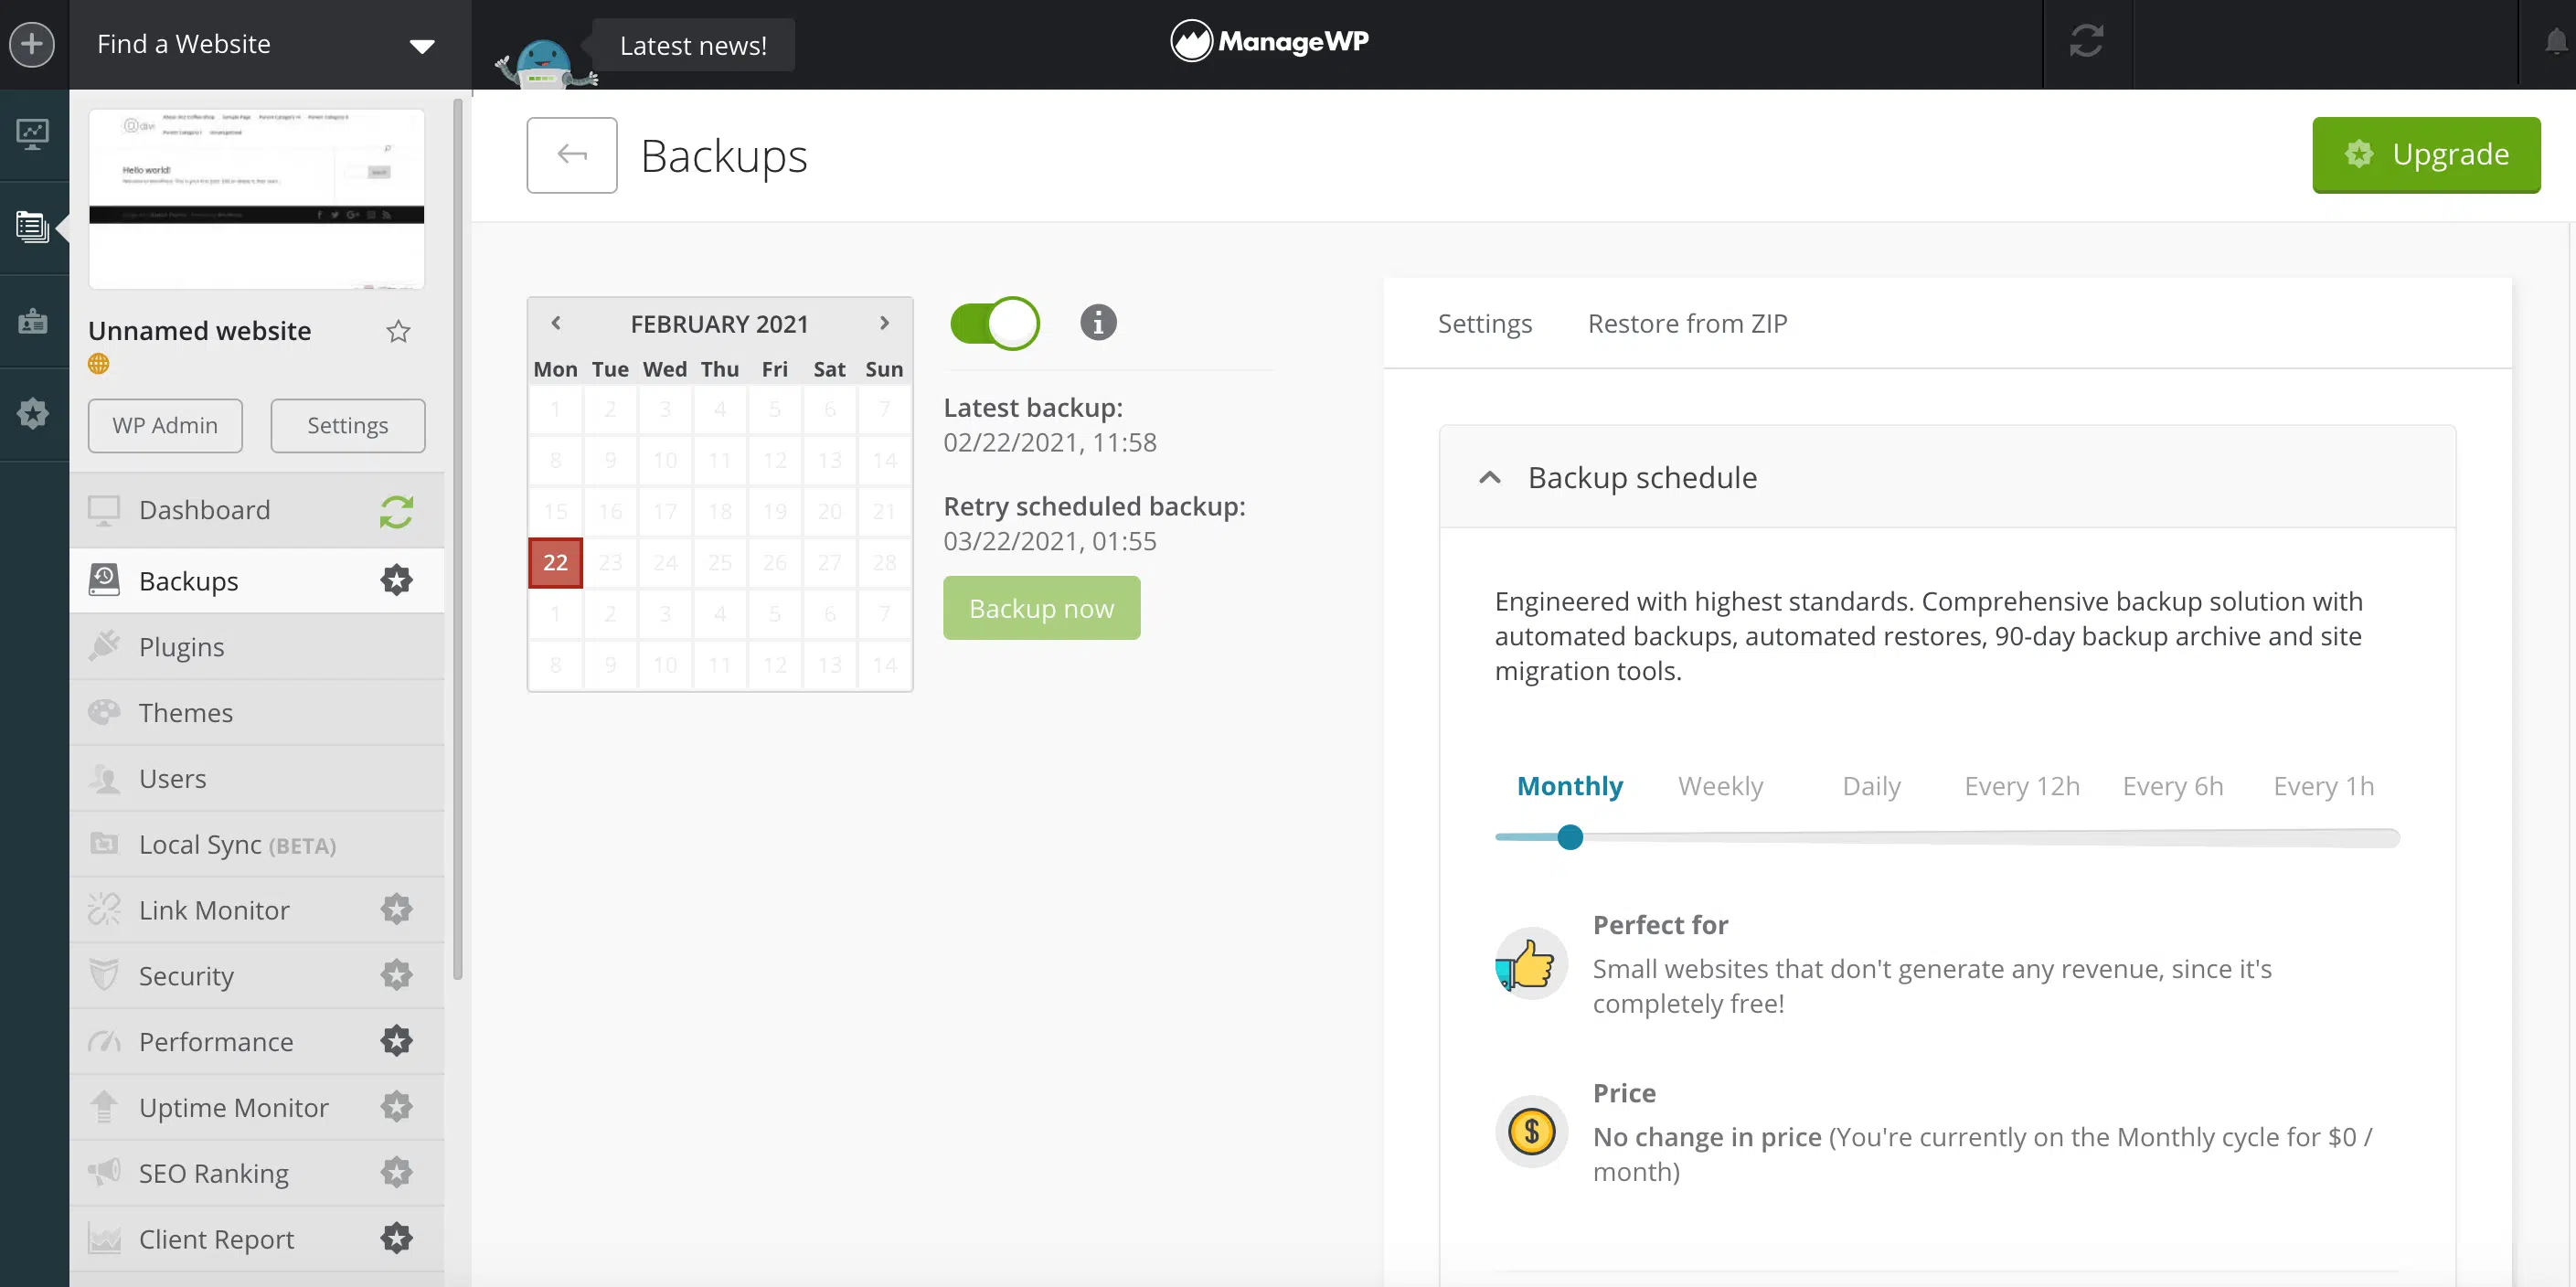 Find a Website
Latest news!
ManageWP
Backups
Upgrade
Hello world!
Unnamed website
WP Admin
Settings
Dashboard
Backups
Plugins
Themes
Users
Local Sync (BETA)
Link Monitor
Security
Performance
Uptime Monitor
SEO Ranking
Client Report
FEBRUARY 2021
Mon Tue Wed Thu Fri Sat Sun
1 2 3 4 5 6 7
8 9 10 11 12 13 14
15 16 17 18 19 20 21
22 23 24 25 26 27 28
1 2 3 4 5 6 7
8 9 10 11 12 13 14
Latest backup:
02/22/2021, 11:58
Retry scheduled backup:
03/22/2021, 01:55
Backup now
Settings Restore from ZIP
Backup schedule
Engineered with highest standards. Comprehensive backup solution with
automated backups, automated restores, 90-day backup archive and site
migration tools.
Monthly Weekly Daily Every 12h Every 6h Every 1h
Perfect for
Small websites that don't generate any revenue, since it's
completely free!
Price
No change in price (You're currently on the Monthly cycle for $0 /
month)